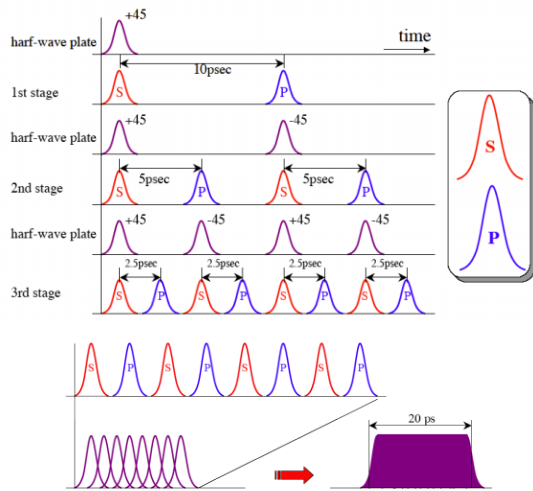 +45
harf-wave plate
time
10psec
1st stage
S
P
+45
-45
harf-wave plate
5psec
5psec
2nd stage
S
P
S
P
+45
-45
+45
-45
harf-wave plate
2.5psec
2.5psec
2.5psec
2.5psec
3rd stage
S
P
S
P
S
P
S
P
S
P
S
P
S
P
S
P
S
P
20 ps